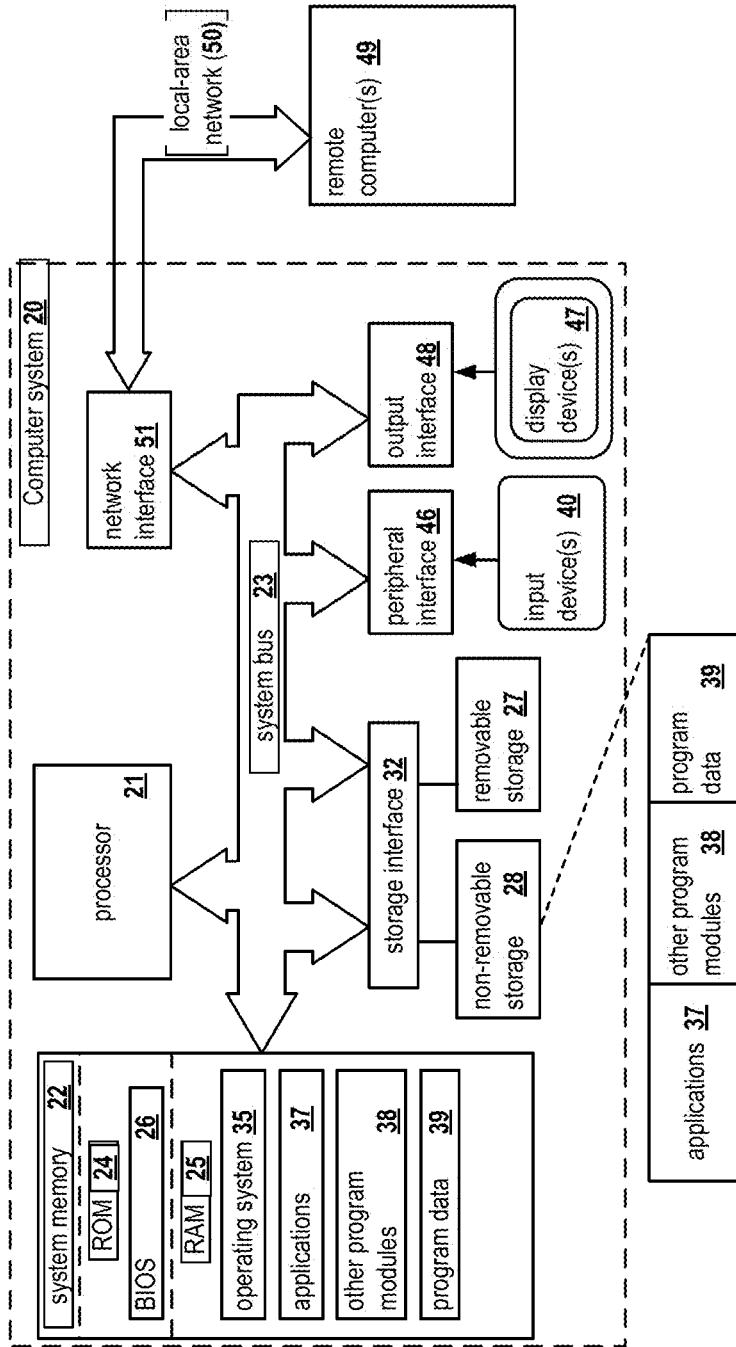 Computer system 20
system memory 22
ROM 24
BIOS 26
RAM 25
operating system 35
applications 37
other program
modules 38
program data 39
processor
21
system bus 23
network
interface 51
local-area
network (50)
remote
computer(s) 49
storage interface 32
non-removable
storage 28
removable
storage 27
peripheral
interface 46
output
interface 48
input
device(s) 40
display
device(s) 47
applications 37
other program
modules 38
program
data 39